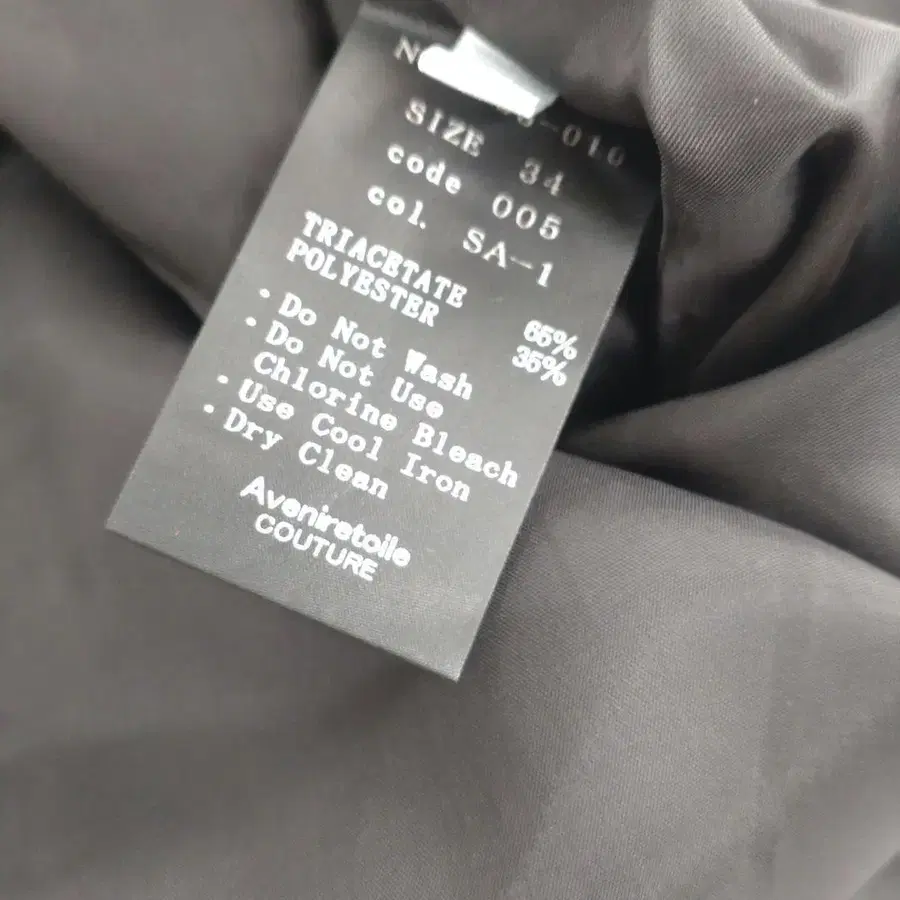 SIZE 34
code 005
col. SA-1
TRIACETATE 65%
POLYESTER 35%
· Do Not Wash
· Do Not Use
Chlorine Bleach
· Use Cool Iron
· Dry Clean
Aveniretoile
COUTURE